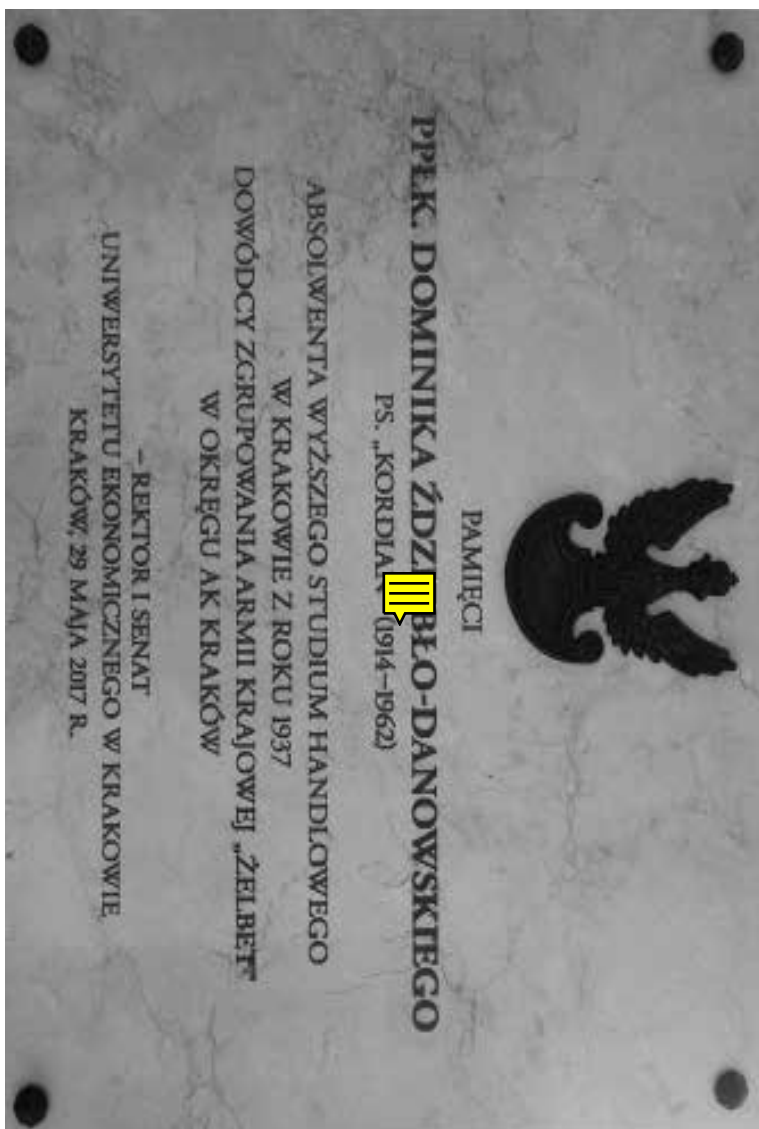 PAMIĘCI
PPŁK. DOMINIKA
PS. „KORDIAN” (1914–1962)
ABSOLWENTA WYŻSZEGO STUDIUM HANDLOWEGO
W KRAKOWIE Z ROKU 1937
DOWÓDCY ZGRUPOWANIA ARMII KRAJOWEJ „ŻELBET”
W OKRĘGU AK KRAKÓW
– REKTOR I SENAT
UNIWERSYTETU EKONOMICZNEGO W KRAKOWIE
KRAKÓW, 29 MAJA 2017 R.